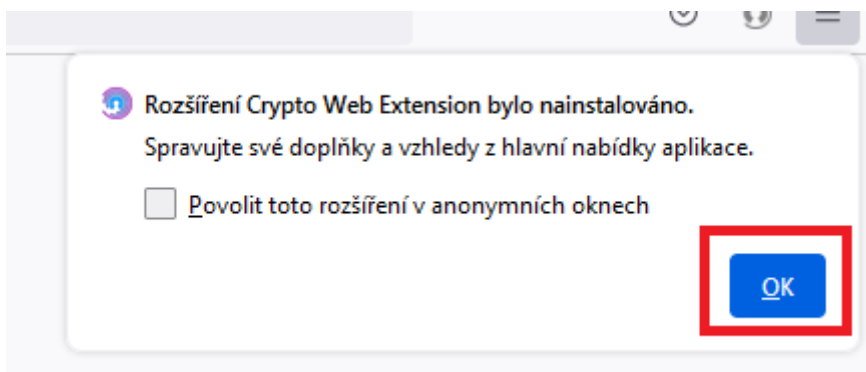 Rozšíření Crypto Web Extension bylo nainstalováno.
Spravujte své doplňky a vzhledy z hlavní nabídky aplikace.
Povolit toto rozšíření v anonymních oknech
OK